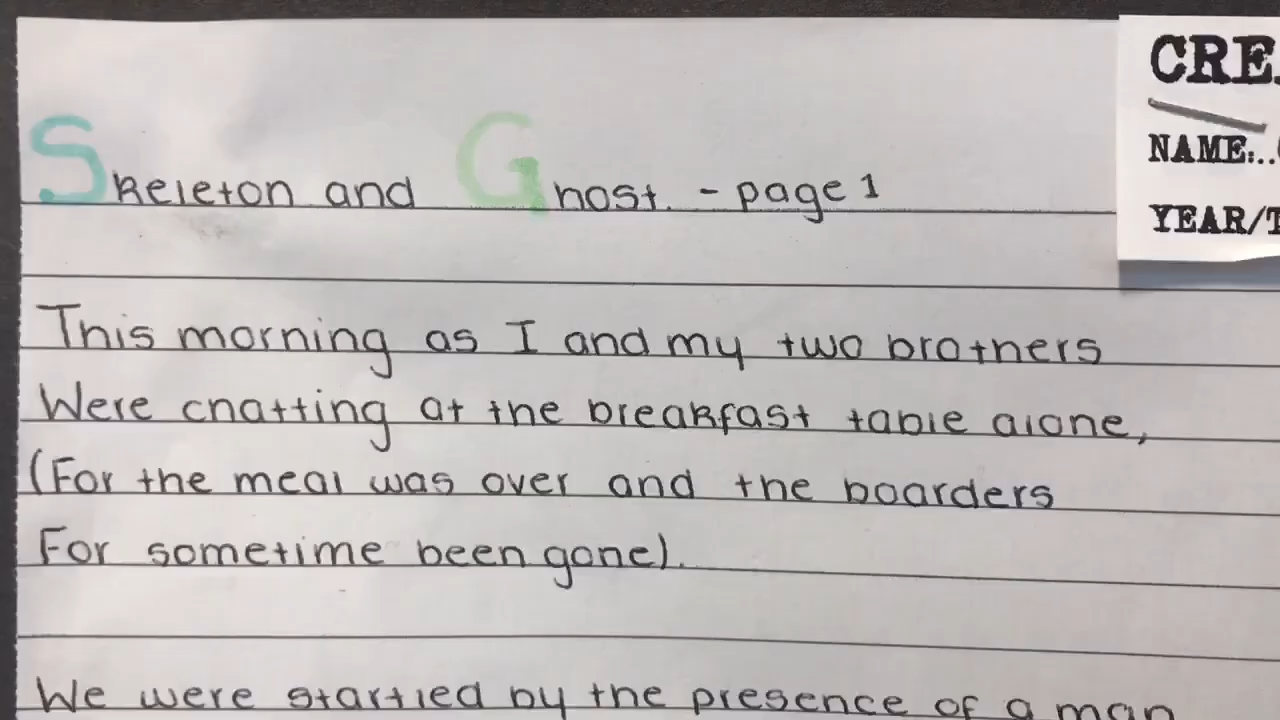 Skeleton and Ghost. - page 1
CRE
NAME:..
YEAR/T
This morning as I and my two brothers
Were chatting at the breakfast table alone,
(For the meal was over and the boarders
For sometime been gone).
We were startled by the presence of a man